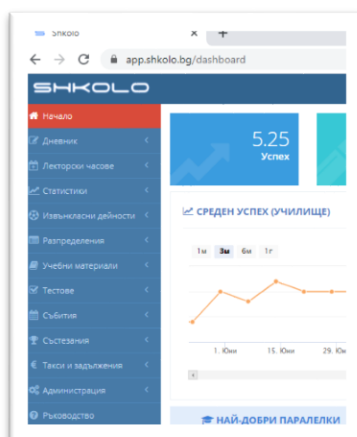 Shkolo
app.shkolo.bg/dashboard
SHKOLO
Начало
Дневник
Лекторски часове
Статистики
Извънкласни дейности
Разпределения
Учебни материали
Тестове
Събития
Състезания
Такси и задължения
Администрация
Ръководство
5.25
Успех
СРЕДЕН УСПЕХ (УЧИЛИЩЕ)
1м 3м 6м 1г
1. Юни 15. Юни 29. Юни
НАЙ-ДОБРИ ПАРАЛЕЛКИ